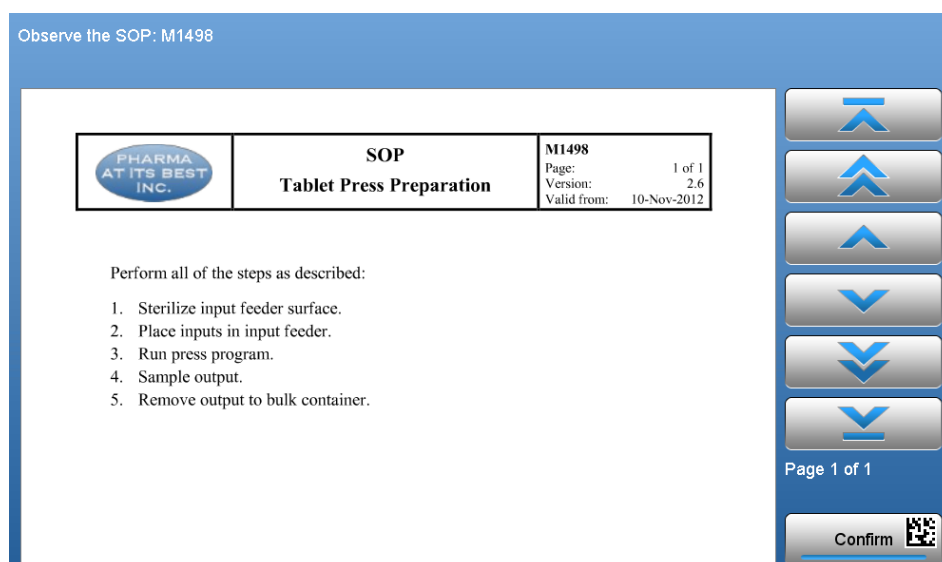 Observe the SOP: M1498
PHARMA
AT ITS BEST
INC.
SOP
Tablet Press Preparation
M1498
Page: 1 of 1
Version: 2.6
Valid from: 10-Nov-2012
Perform all of the steps as described:
1. Sterilize input feeder surface.
2. Place inputs in input feeder.
3. Run press program.
4. Sample output.
5. Remove output to bulk container.
Page 1 of 1
Confirm